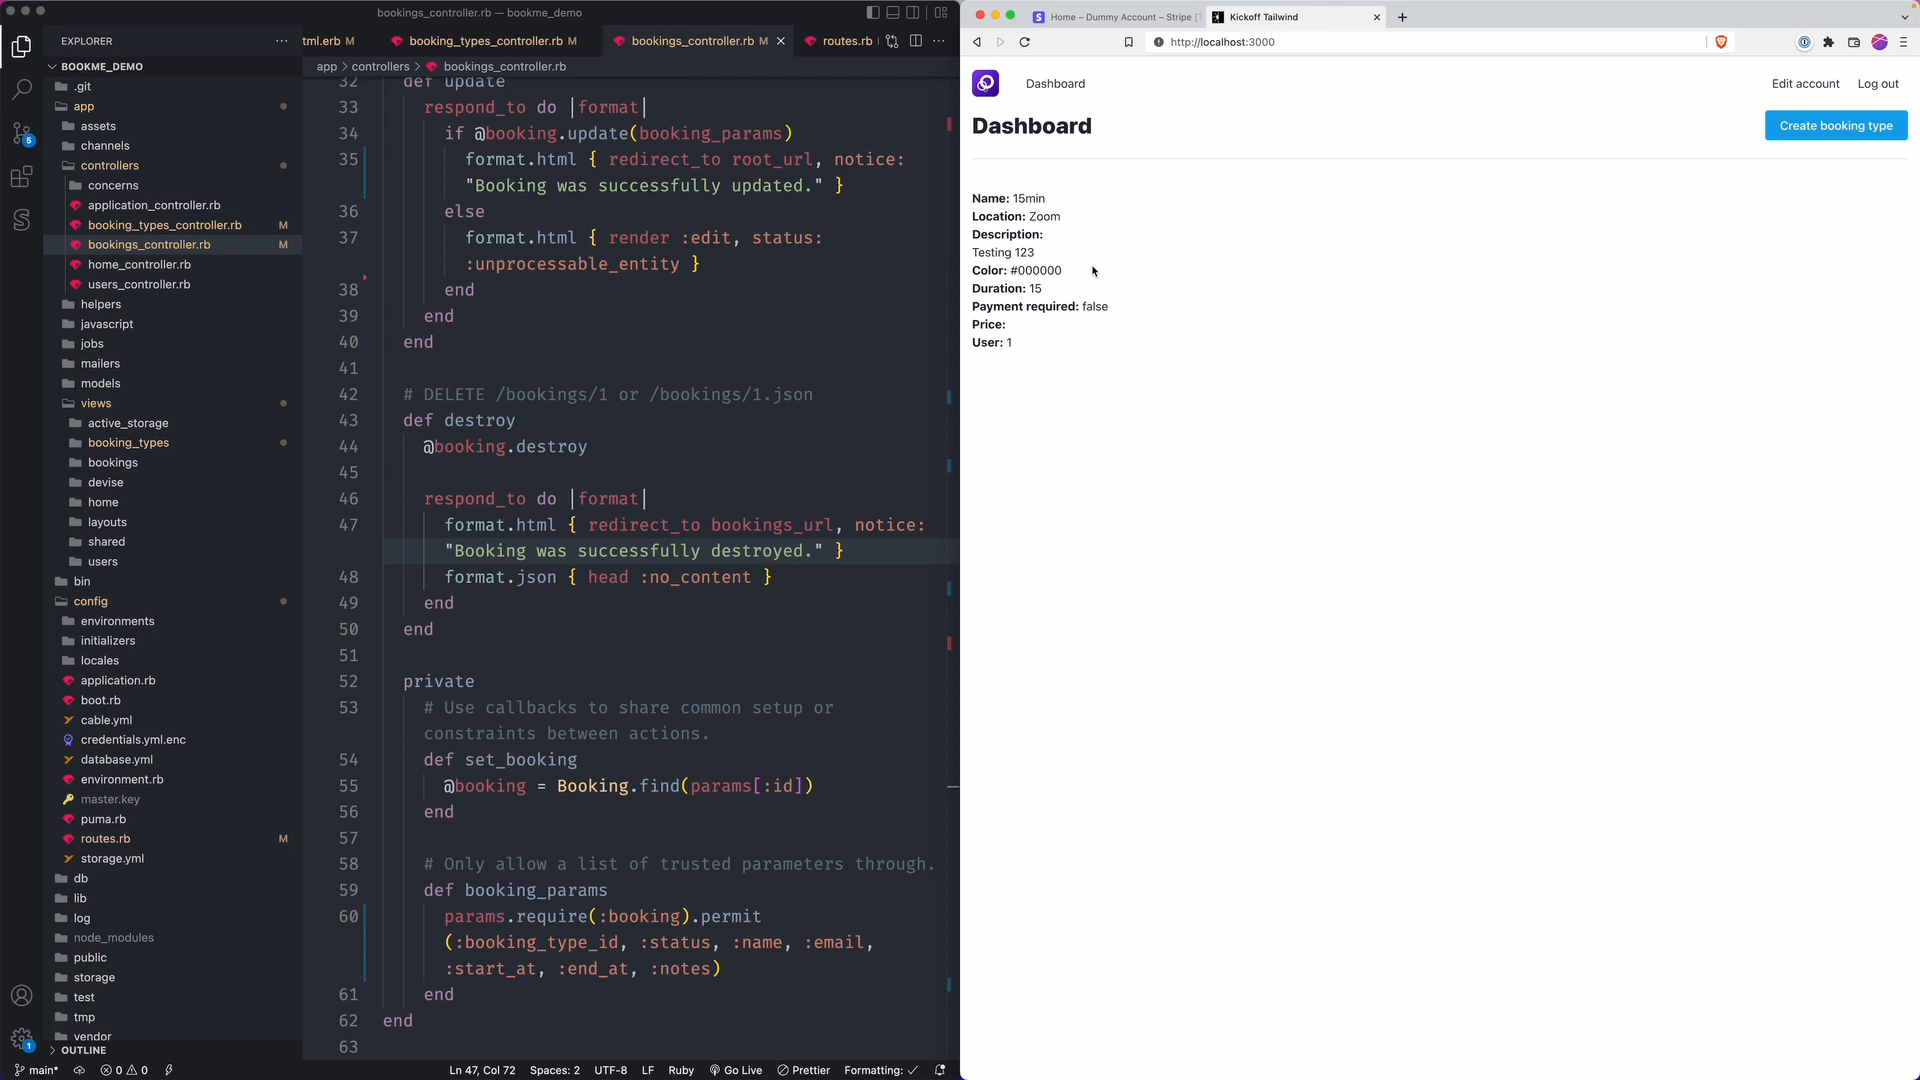 bookings_controller.rb — bookme_demo
EXPLORER
BOOKME_DEMO
.git
app
assets
channels
controllers
concerns
application_controller.rb
booking_types_controller.rb M
bookings_controller.rb M
home_controller.rb
users_controller.rb
helpers
javascript
jobs
mailers
models
views
active_storage
booking_types
bookings
devise
home
layouts
shared
users
bin
config
environments
initializers
locales
application.rb
boot.rb
cable.yml
credentials.yml.enc
database.yml
environment.rb
master.key
puma.rb
routes.rb M
storage.yml
db
lib
log
node_modules
public
storage
test
tmp
vendor
OUTLINE
5
1
tml.erb M booking_types_controller.rb M bookings_controller.rb M routes.rb
app > controllers > bookings_controller.rb
32 def update
33 respond_to do |format|
34 if @booking.update(booking_params)
35 format.html { redirect_to root_url, notice:
"Booking was successfully updated." }
36 else
37 format.html { render :edit, status:
:unprocessable_entity }
38 end
39 end
40 end
41
42 # DELETE /bookings/1 or /bookings/1.json
43 def destroy
44 @booking.destroy
45
46 respond_to do |format|
47 format.html { redirect_to bookings_url, notice:
"Booking was successfully destroyed." }
48 format.json { head :no_content }
49 end
50 end
51
52 private
53 # Use callbacks to share common setup or
constraints between actions.
54 def set_booking
55 @booking = Booking.find(params[:id])
56 end
57
58 # Only allow a list of trusted parameters through.
59 def booking_params
60 params.require(:booking).permit
(:booking_type_id, :status, :name, :email,
:start_at, :end_at, :notes)
61 end
62 end
63
main* 0 0 Ln 47, Col 72 Spaces: 2 UTF-8 LF Ruby Go Live Prettier Formatting: ✓
Home – Dummy Account – Stripe [T Kickoff Tailwind
http://localhost:3000
Dashboard Edit account Log out
Dashboard Create booking type
Name: 15min
Location: Zoom
Description:
Testing 123
Color: #000000
Duration: 15
Payment required: false
Price:
User: 1